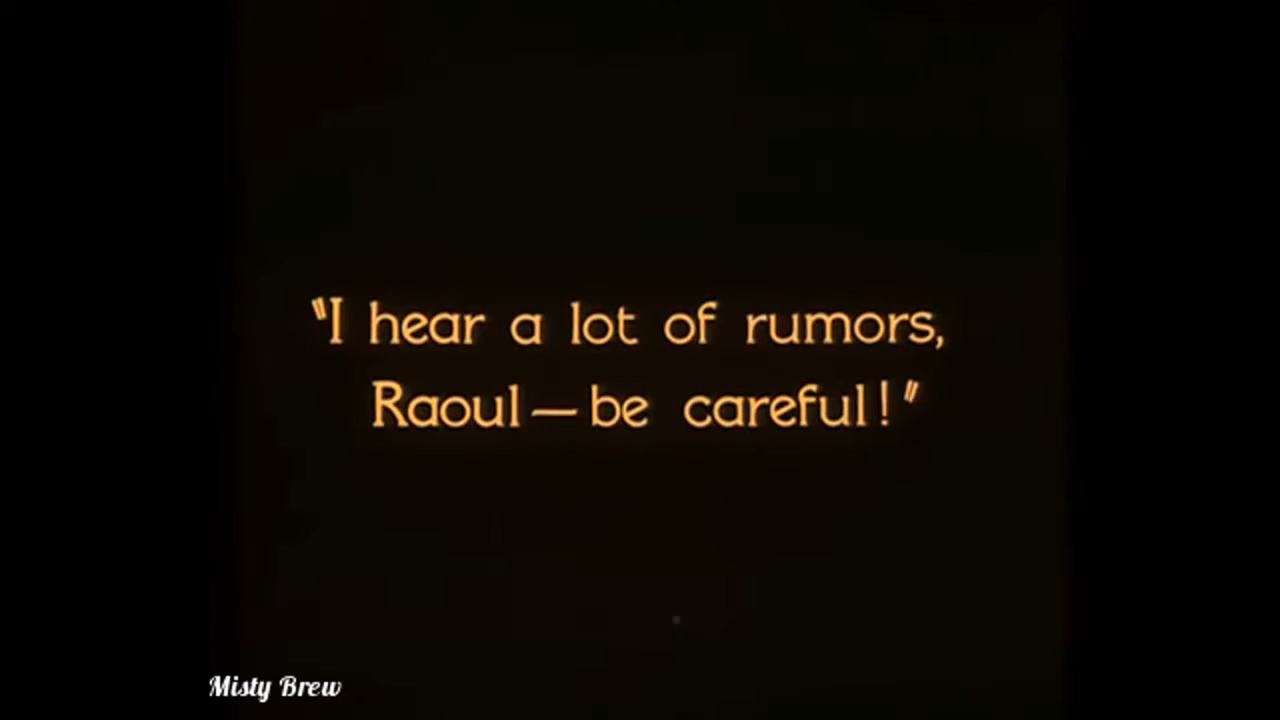 "I hear a lot of rumors,
Raoul — be careful!"
Misty Brew